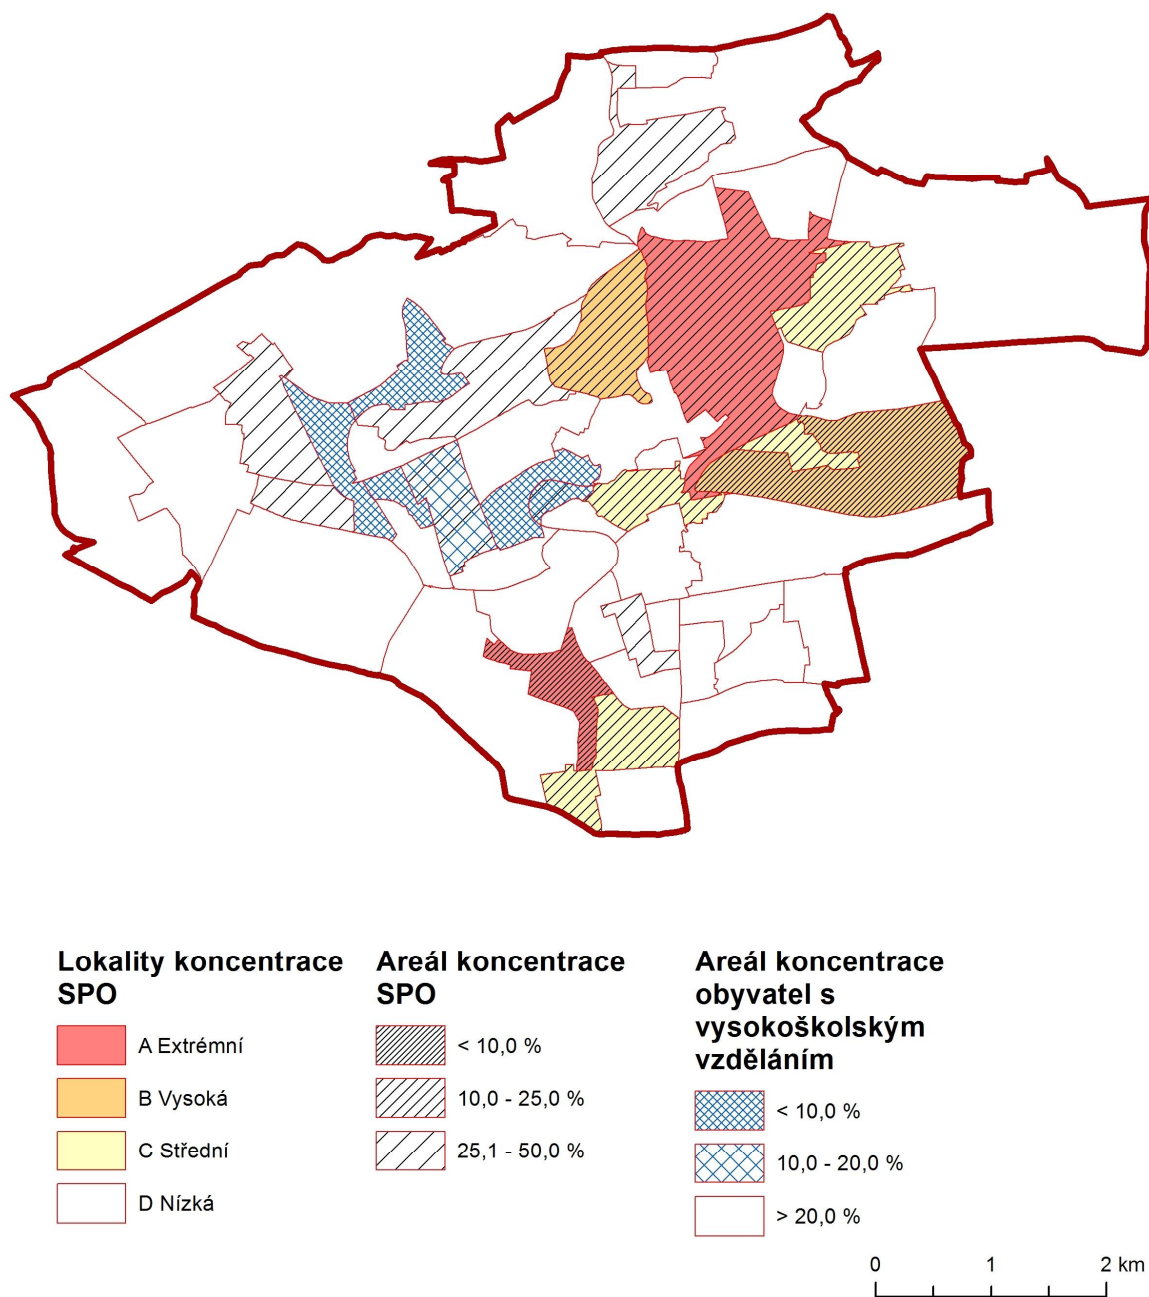 Lokality koncentrace
SPO
A Extrémní
B Vysoká
C Střední
D Nízká
Areál koncentrace
SPO
< 10,0 %
10,0 - 25,0 %
25,1 - 50,0 %
Areál koncentrace
obyvatel s
vysokoškolským
vzděláním
< 10,0 %
10,0 - 20,0 %
> 20,0 %
0 1 2 km